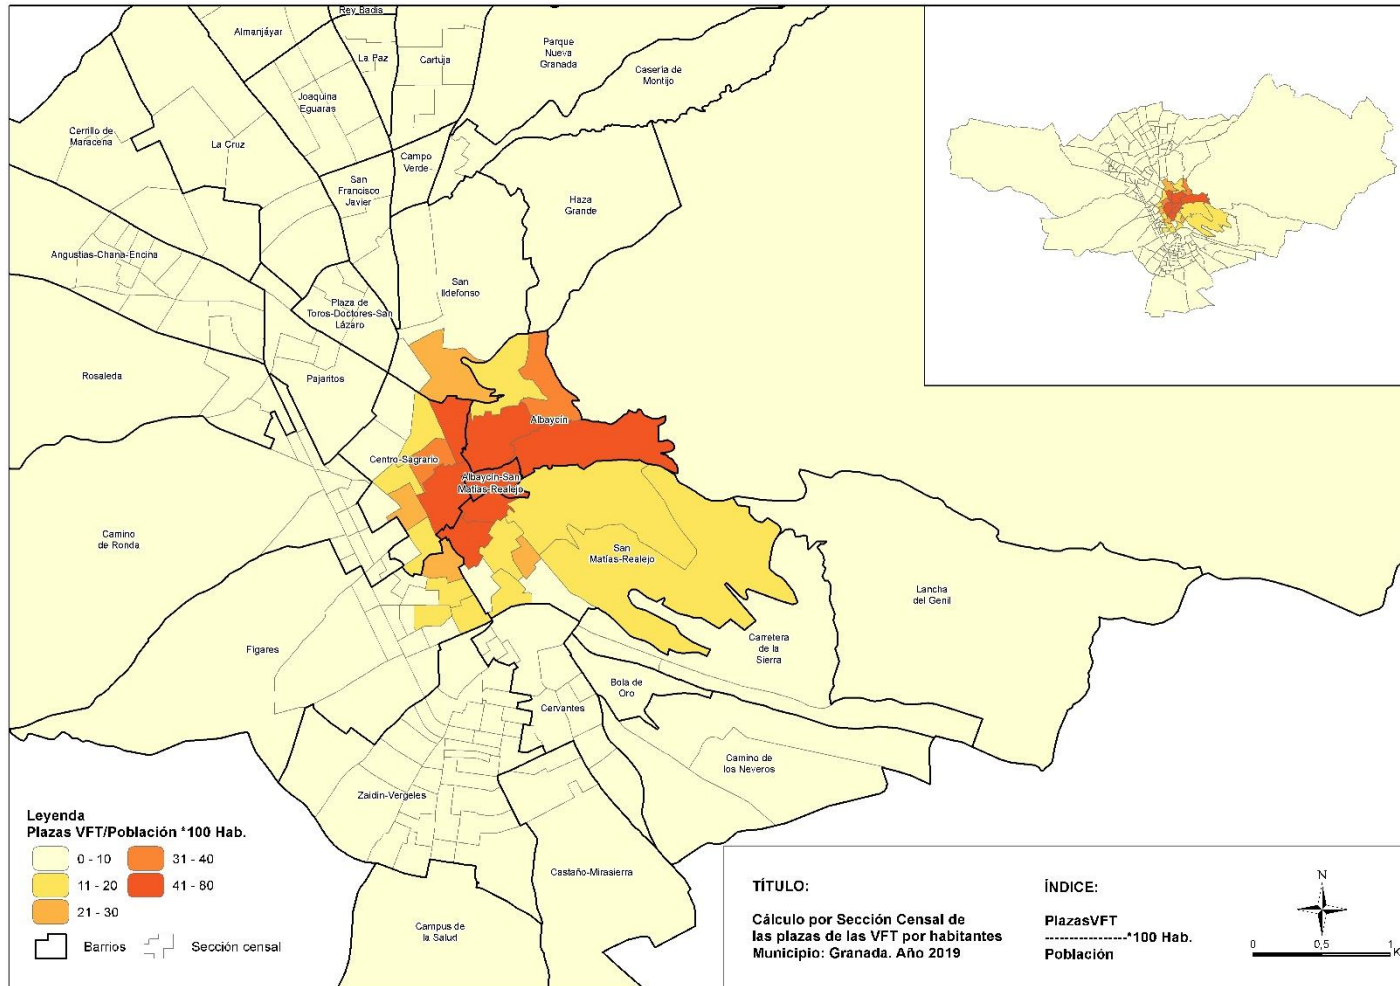 Rey Badis
Almanjáyar
La Paz
Cartuja
Parque
Nueva
Granada
Casería de
Montijo
Joaquina
Eguaras
Cerrillo de
Maracena
La Cruz
Campo
Verde
San
Francisco
Javier
Haza
Grande
Angustias-Chana-Encina
San
Ildefonso
Plaza de
Toros-Doctores-San
Lázaro
Rosaleda
Pajaritos
Albaycin
Centro-Sagrario
Albaycin-San
Matías-Realejo
Camino
de Ronda
San
Matías-Realejo
Lancha
del Genil
Carretera
de la
Sierra
Fígares
Bola de
Oro
Cervantes
Camino de
los Neveros
Zaidín-Vergeles
Castaño-Mirasierra
Campus de
la Salud
Leyenda
Plazas VFT/Población *100 Hab.
0 - 10
31 - 40
11 - 20
41 - 60
21 - 30
Barrios
Sección censal
TÍTULO:
Cálculo por Sección Censal de
las plazas de las VFT por habitantes
Municipio: Granada. Año 2019
ÍNDICE:
PlazasVFT
----------------*100 Hab.
Población
N
0 0,5 1
K